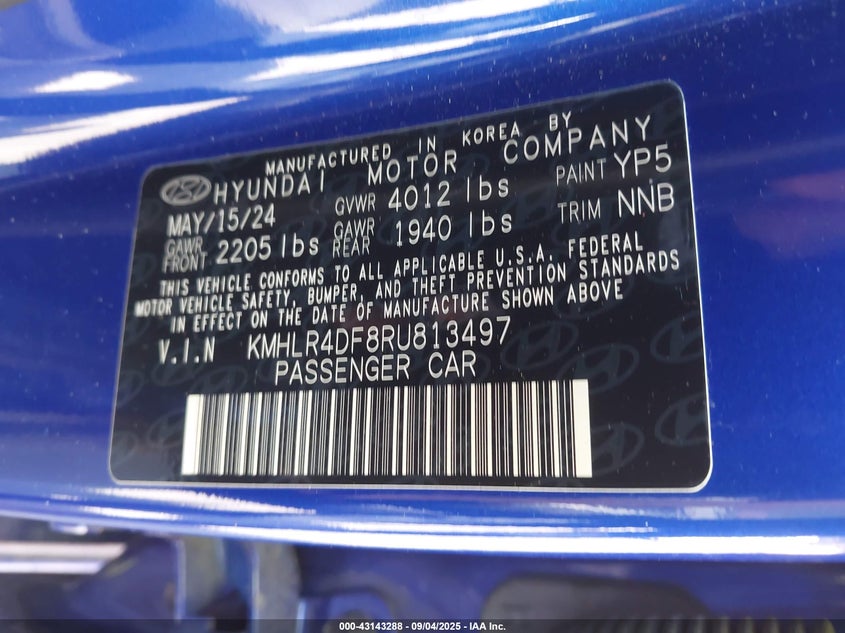 MANUFACTURED IN KOREA BY
HYUNDAI MOTOR COMPANY
MAY/15/24 GVWR 4012 lbs PAINT YP5
GAWR FRONT 2205 lbs GAWR REAR 1940 lbs TRIM NNB
THIS VEHICLE CONFORMS TO ALL APPLICABLE U.S.A. FEDERAL
MOTOR VEHICLE SAFETY, BUMPER, AND THEFT PREVENTION STANDARDS
IN EFFECT ON THE DATE OF MANUFACTURE SHOWN ABOVE
V.I.N KMHLR4DF8RU813497
PASSENGER CAR
000-43143288 - 09/04/2025 - IAA Inc.